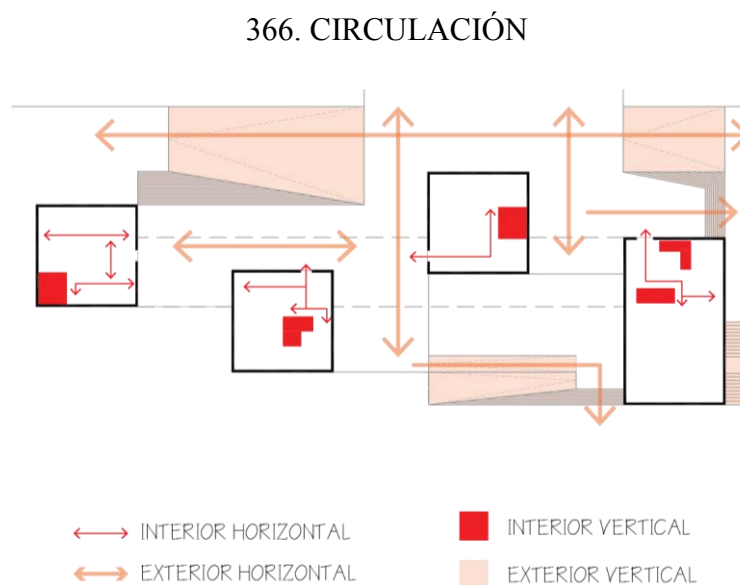 366. CIRCULACIÓN
INTERIOR HORIZONTAL
INTERIOR VERTICAL
EXTERIOR HORIZONTAL
EXTERIOR VERTICAL